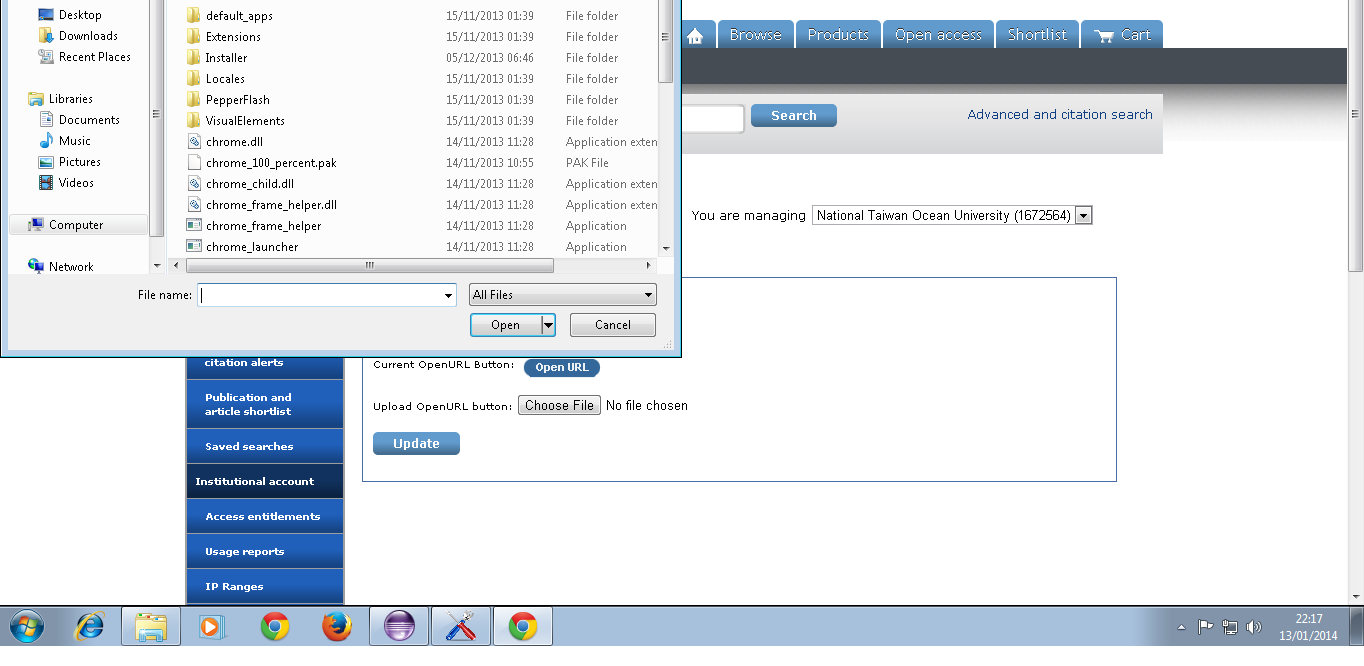 Desktop
Downloads
Recent Places
Libraries
Documents
Music
Pictures
Videos
Computer
Network
default_apps 15/11/2013 01:39 File folder
Extensions 15/11/2013 01:39 File folder
Installer 05/12/2013 06:46 File folder
Locales 15/11/2013 01:39 File folder
PepperFlash 15/11/2013 01:39 File folder
VisualElements 15/11/2013 01:39 File folder
chrome.dll 14/11/2013 11:28 Application exten
chrome_100_percent.pak 14/11/2013 10:55 PAK File
chrome_child.dll 14/11/2013 11:28 Application exten
chrome_frame_helper.dll 14/11/2013 11:28 Application exten
chrome_frame_helper 14/11/2013 11:28 Application
chrome_launcher 14/11/2013 11:28 Application
File name: All Files
Open Cancel
Browse Products Open access Shortlist Cart
Search Advanced and citation search
You are managing National Taiwan Ocean University (1672564)
citation alerts
Publication and
article shortlist
Saved searches
Institutional account
Access entitlements
Usage reports
IP Ranges
Current OpenURL Button: Open URL
Upload OpenURL button: Choose File No file chosen
Update
22:17
13/01/2014